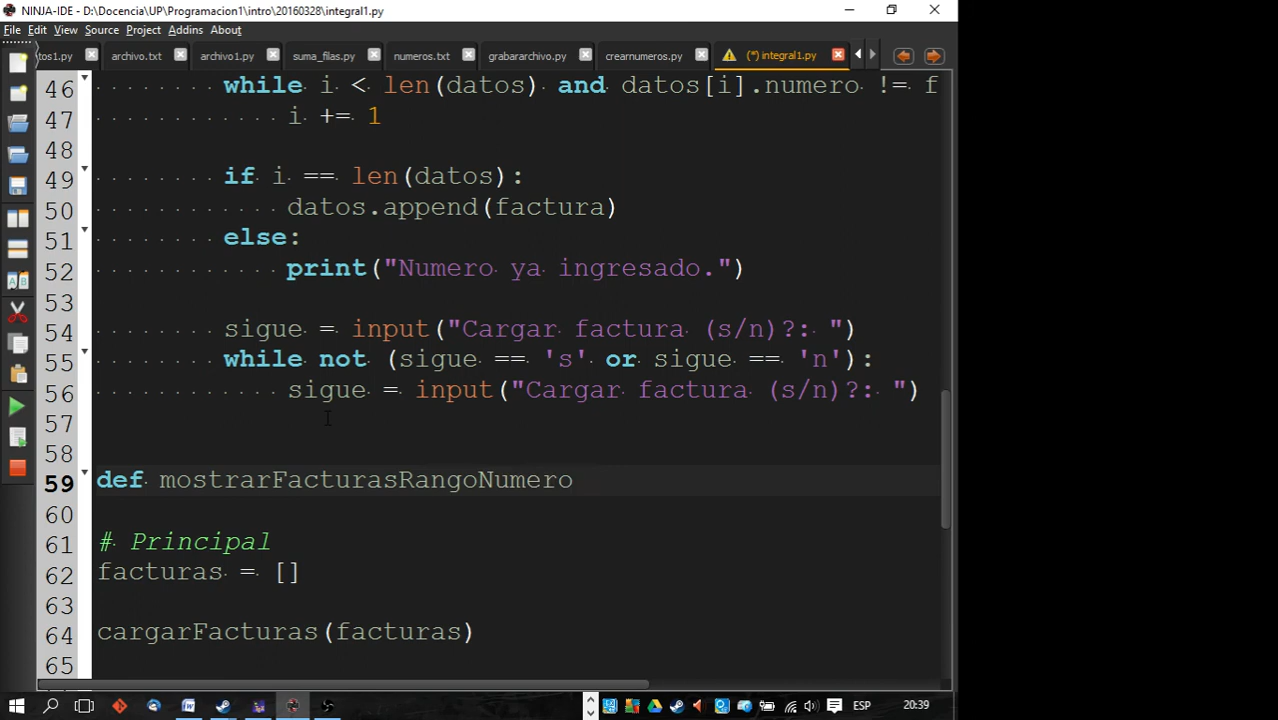 NINJA-IDE - D:\Docencia\UP\Programacion1\intro\20160328\integral1.py
File Edit View Source Project Addins About
tos1.py archivo.txt archivo1.py suma_filas.py numeros.txt grabararchivo.py crearnumeros.py (*) integral1.py
46 while i < len(datos) and datos[i].numero != f
47 i += 1
48
49 if i == len(datos):
50 datos.append(factura)
51 else:
52 print("Numero ya ingresado.")
53
54 sigue = input("Cargar factura (s/n)?: ")
55 while not (sigue == 's' or sigue == 'n'):
56 sigue = input("Cargar factura (s/n)?: ")
57
58
59 def mostrarFacturasRangoNumero
60
61 # Principal
62 facturas = []
63
64 cargarFacturas(facturas)
65
ESP 20:39